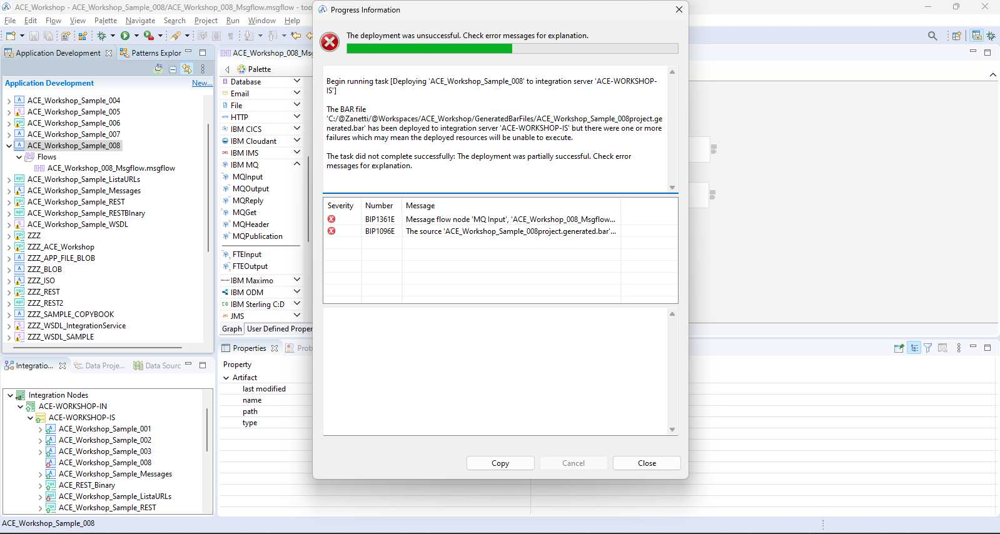 ACE_Workshop - ACE_Workshop_Sample_008/ACE_Workshop_008_Msgflow.msgflow - too
File Edit Flow View Palette Navigate Search Project Run Window Help
Application Development
Patterns Explor
Application Development
New...
ACE_Workshop_Sample_004
ACE_Workshop_Sample_005
ACE_Workshop_Sample_006
ACE_Workshop_Sample_007
ACE_Workshop_Sample_008
Flows
ACE_Workshop_008_Msgflow.msgflow
ACE_Workshop_Sample_ListaURLs
ACE_Workshop_Sample_Messages
ACE_Workshop_Sample_REST
ACE_Workshop_Sample_RESTBInary
ACE_Workshop_Sample_WSDL
ZZZ
ZZZ_ACE_Workshop
ZZZ_APP_FILE_BLOB
ZZZ_BLOB
ZZZ_ISO
ZZZ_REST
ZZZ_REST2
ZZZ_SAMPLE_COPYBOOK
ZZZ_WSDL_IntegrationService
ZZZ_WSDL_SAMPLE
Integratio...
Data Proje...
Data Sourc
Integration Nodes
ACE-WORKSHOP-IN
ACE-WORKSHOP-IS
ACE_Workshop_Sample_001
ACE_Workshop_Sample_002
ACE_Workshop_Sample_003
ACE_Workshop_Sample_008
ACE_Workshop_Sample_Messages
ACE_REST_Binary
ACE_Workshop_Sample_ListaURLs
ACE_Workshop_Sample_REST
ACE_Workshop_Sample_008
ACE_Workshop_008_Msg
Palette
Database
Email
File
HTTP
IBM CICS
IBM Cloudant
IBM IMS
IBM MQ
MQInput
MQOutput
MQReply
MQGet
MQHeader
MQPublication
FTEInput
FTEOutput
IBM Maximo
IBM ODM
IBM Sterling C:D
JMS
Graph User Defined Proper
Properties
Prob
Property
Artifact
last modified
name
path
type
Progress Information
The deployment was unsuccessful. Check error messages for explanation.
Begin running task [Deploying 'ACE_Workshop_Sample_008' to integration server 'ACE-WORKSHOP-
IS']
The BAR file
'C:/@Zanetti/@Workspaces/ACE_Workshop/GeneratedBarFiles/ACE_Workshop_Sample_008project.ge
nerated.bar' has been deployed to integration server 'ACE-WORKSHOP-IS' but there were one or more
failures which may mean the deployed resources will be unable to execute.
The task did not complete successfully: The deployment was partially successful. Check error
messages for explanation.
Severity Number Message
BIP1361E Message flow node 'MQ Input', 'ACE_Workshop_008_Msgflow...
BIP1096E The source 'ACE_Workshop_Sample_008project.generated.bar'...
Copy Cancel Close